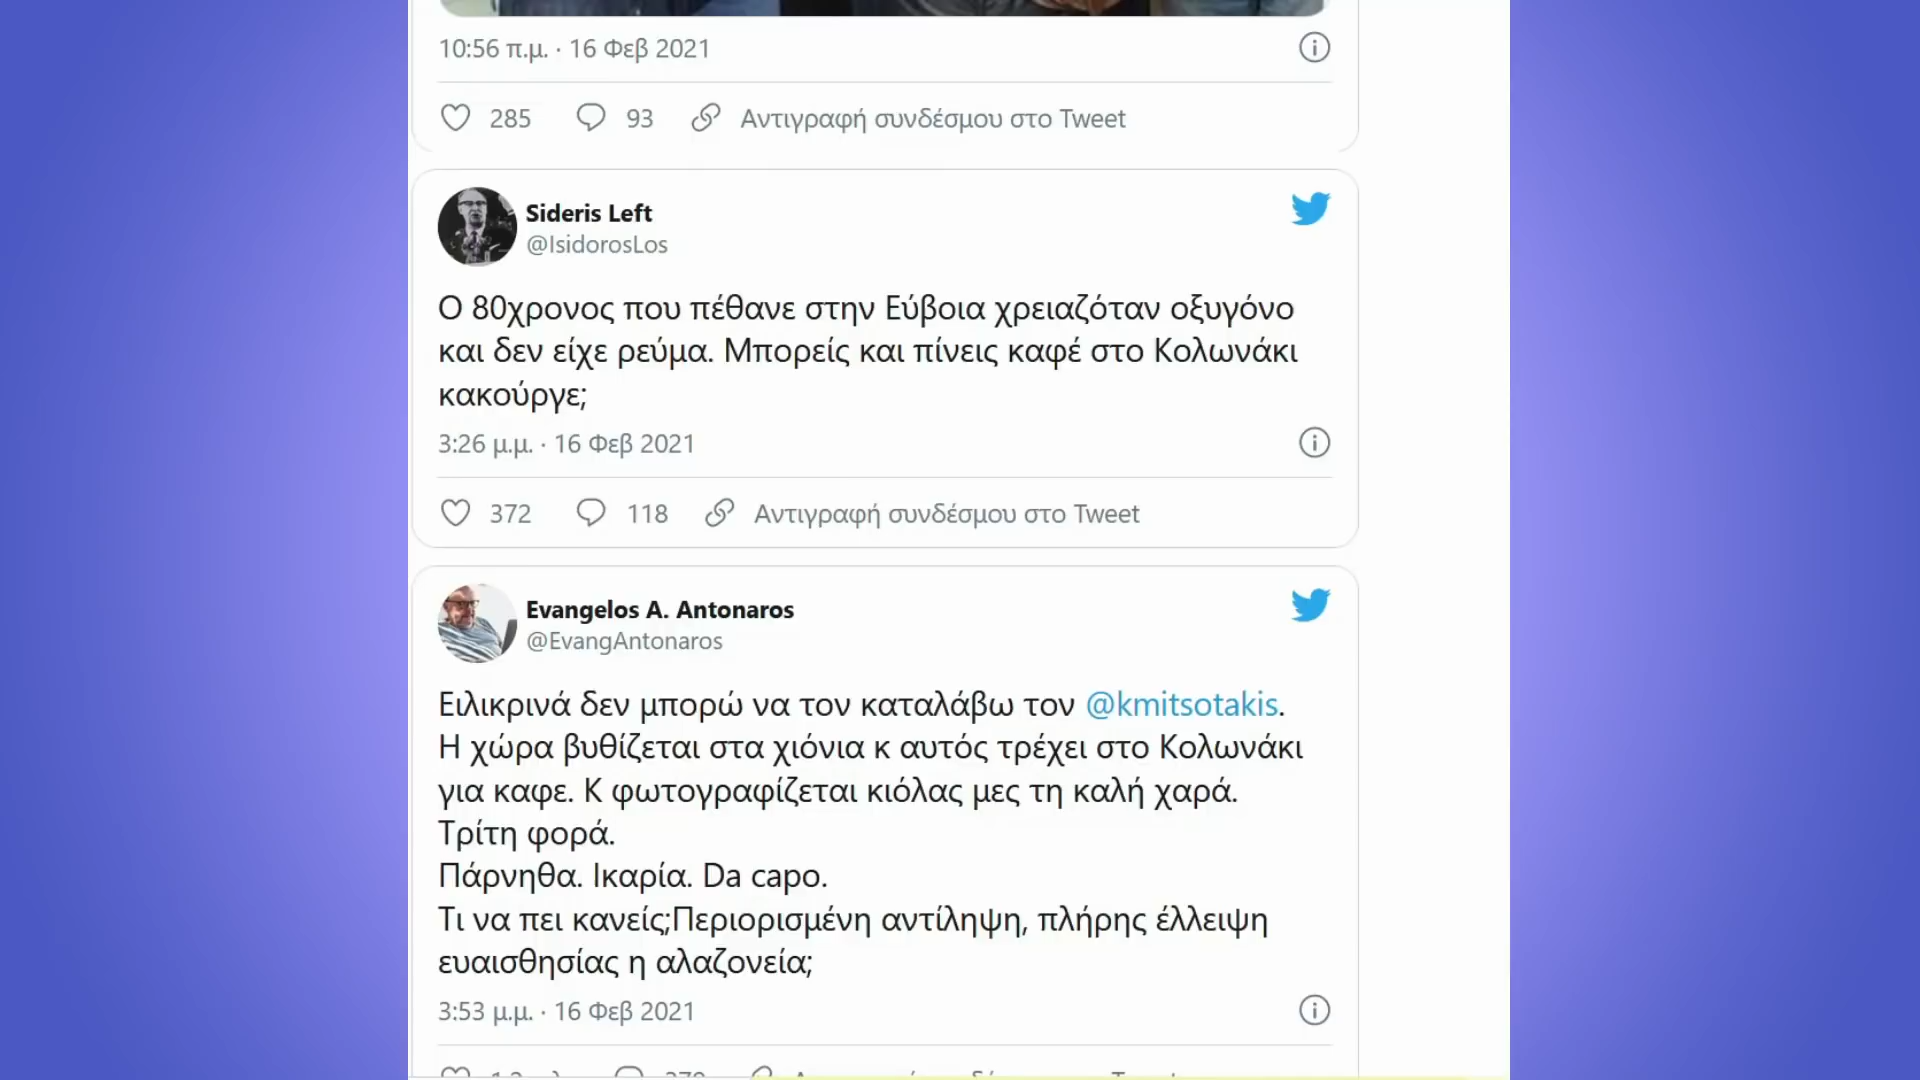 10:56 π.μ. · 16 Φεβ 2021
285 93 Αντιγραφή συνδέσμου στο Tweet
Sideris Left
@IsidorosLos
Ο 80χρονος που πέθανε στην Εύβοια χρειαζόταν οξυγόνο
και δεν είχε ρεύμα. Μπορείς και πίνεις καφέ στο Κολωνάκι
κακούργε;
3:26 μ.μ. · 16 Φεβ 2021
372 118 Αντιγραφή συνδέσμου στο Tweet
Evangelos A. Antonaros
@EvangAntonaros
Ειλικρινά δεν μπορώ να τον καταλάβω τον @kmitsotakis.
Η χώρα βυθίζεται στα χιόνια κ αυτός τρέχει στο Κολωνάκι
για καφε. Κ φωτογραφίζεται κιόλας μες τη καλή χαρά.
Τρίτη φορά.
Πάρνηθα. Ικαρία. Da capo.
Τι να πει κανείς;Περιορισμένη αντίληψη, πλήρης έλλειψη
ευαισθησίας η αλαζονεία;
3:53 μ.μ. · 16 Φεβ 2021